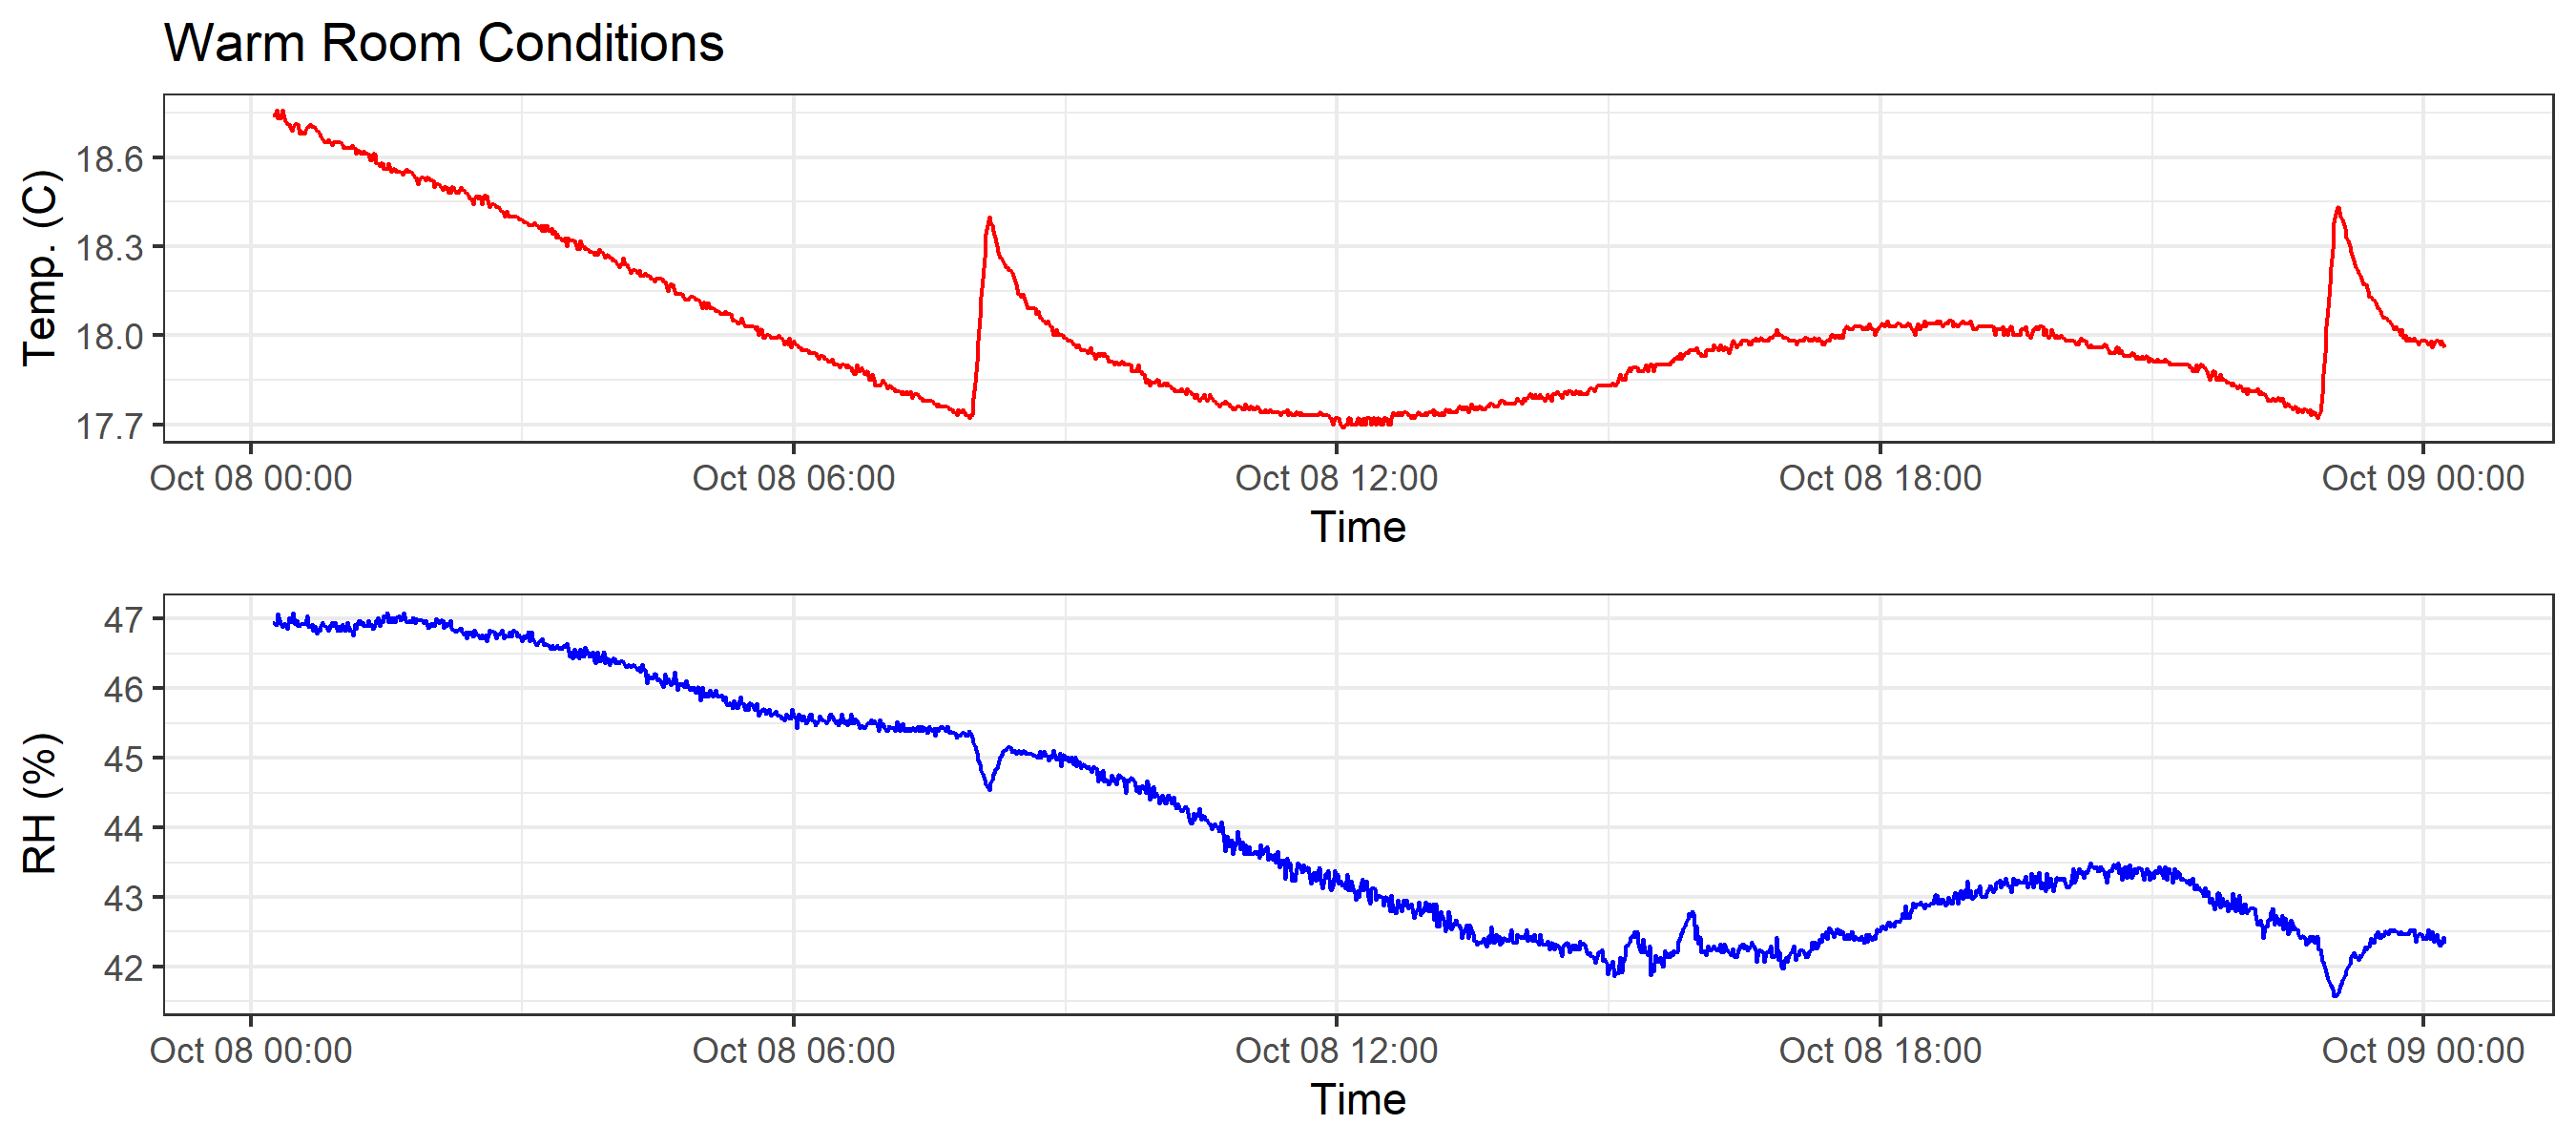 Warm Room Conditions
Temp. (C)
18.6
18.3
18.0
17.7
Oct 08 00:00 Oct 08 06:00 Oct 08 12:00 Oct 08 18:00 Oct 09 00:00
Time
RH (%)
47
46
45
44
43
42
Oct 08 00:00 Oct 08 06:00 Oct 08 12:00 Oct 08 18:00 Oct 09 00:00
Time